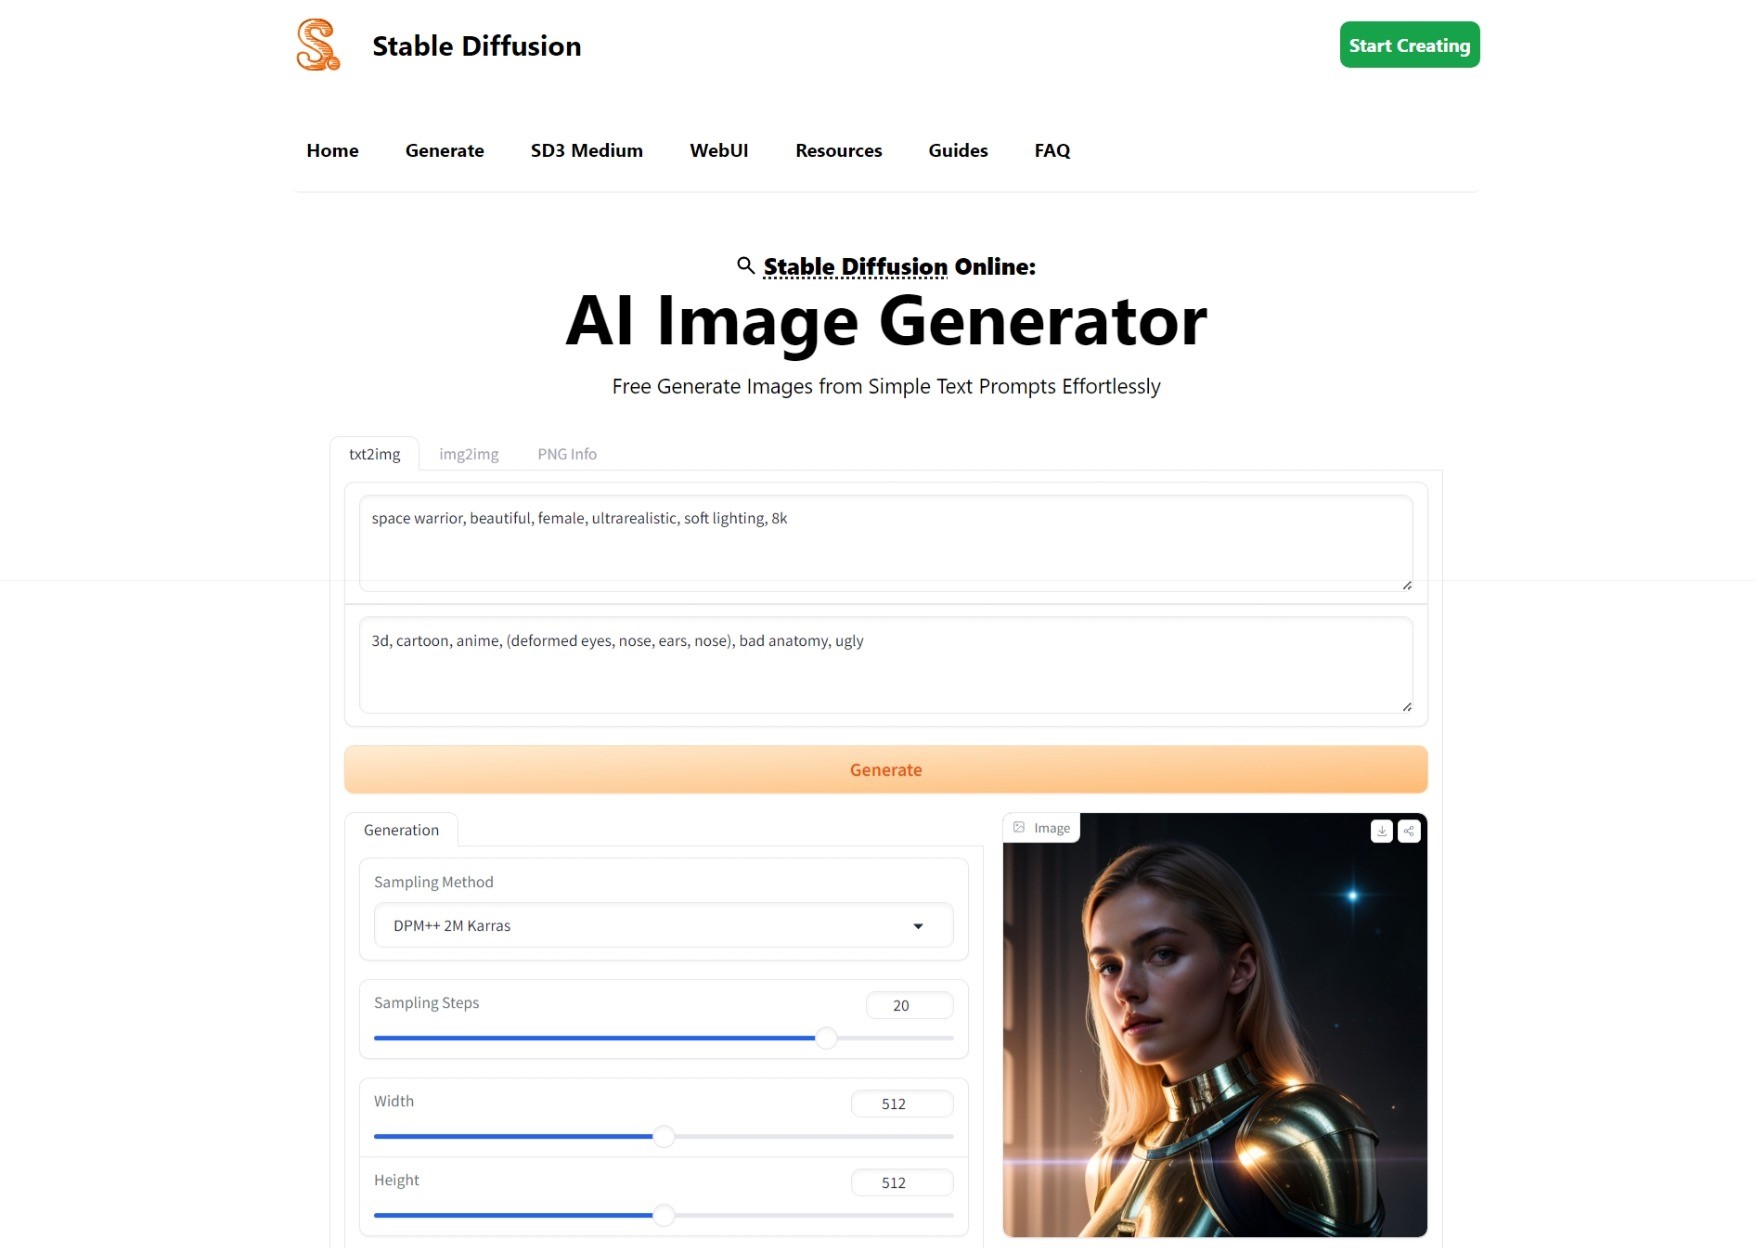 S.
Stable Diffusion
Start Creating
Home Generate SD3 Medium WebUI Resources Guides FAQ
Stable Diffusion Online:
AI Image Generator
Free Generate Images from Simple Text Prompts Effortlessly
txt2img img2img PNG Info
space warrior, beautiful, female, ultrarealistic, soft lighting, 8k
3d, cartoon, anime, (deformed eyes, nose, ears, nose), bad anatomy, ugly
Generate
Generation
Image
Sampling Method
DPM++ 2M Karras
Sampling Steps
20
Width
512
Height
512